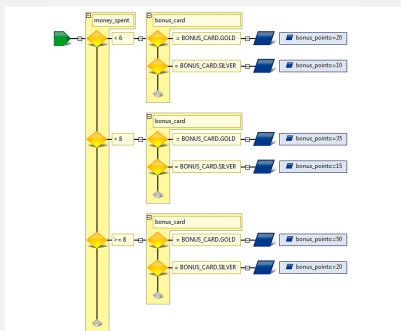 money_spent
bonus_card
< 6
= BONUS_CARD.GOLD
bonus_points:=20
= BONUS_CARD.SILVER
bonus_points:=10
bonus_card
< 8
= BONUS_CARD.GOLD
bonus_points:=35
= BONUS_CARD.SILVER
bonus_points:=15
bonus_card
>= 8
= BONUS_CARD.GOLD
bonus_points:=50
= BONUS_CARD.SILVER
bonus_points:=20